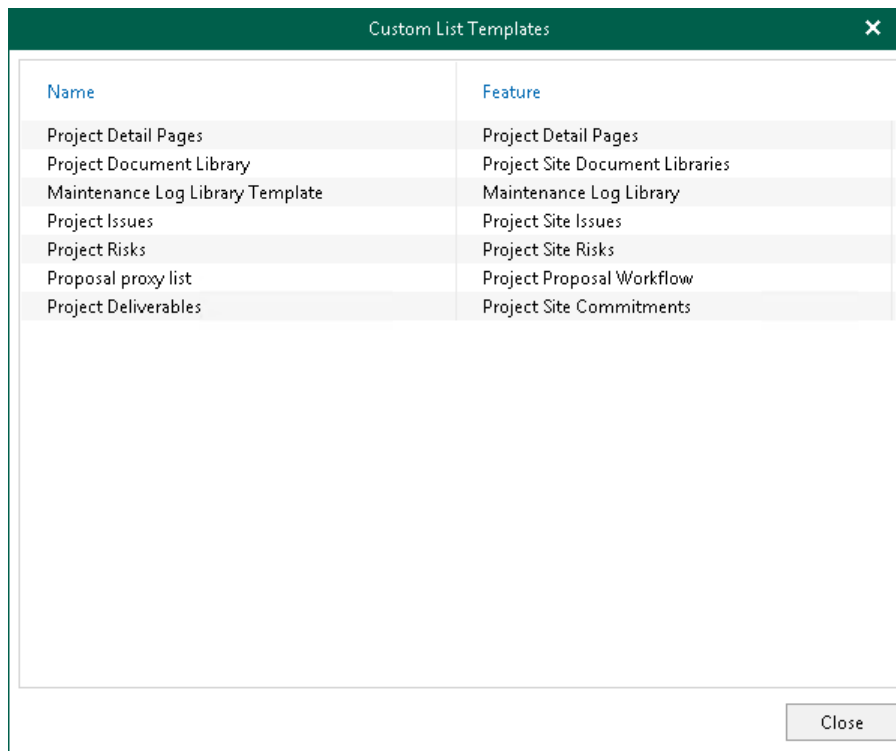 Custom List Templates
Name Feature
Project Detail Pages Project Detail Pages
Project Document Library Project Site Document Libraries
Maintenance Log Library Template Maintenance Log Library
Project Issues Project Site Issues
Project Risks Project Site Risks
Proposal proxy list Project Proposal Workflow
Project Deliverables Project Site Commitments
Close